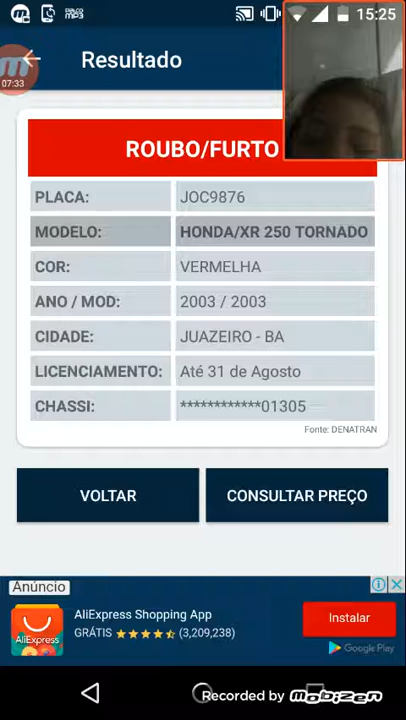 15:25
Resultado
07:33
ROUBO/FURTO
PLACA: JOC9876
MODELO: HONDA/XR 250 TORNADO
COR: VERMELHA
ANO / MOD: 2003 / 2003
CIDADE: JUAZEIRO - BA
LICENCIAMENTO: Até 31 de Agosto
CHASSI: ************01305
Fonte: DENATRAN
VOLTAR CONSULTAR PREÇO
Anúncio
AliExpress Shopping App
GRÁTIS (3,209,238)
AliExpress
Instalar
Google Play
Recorded by mobizen